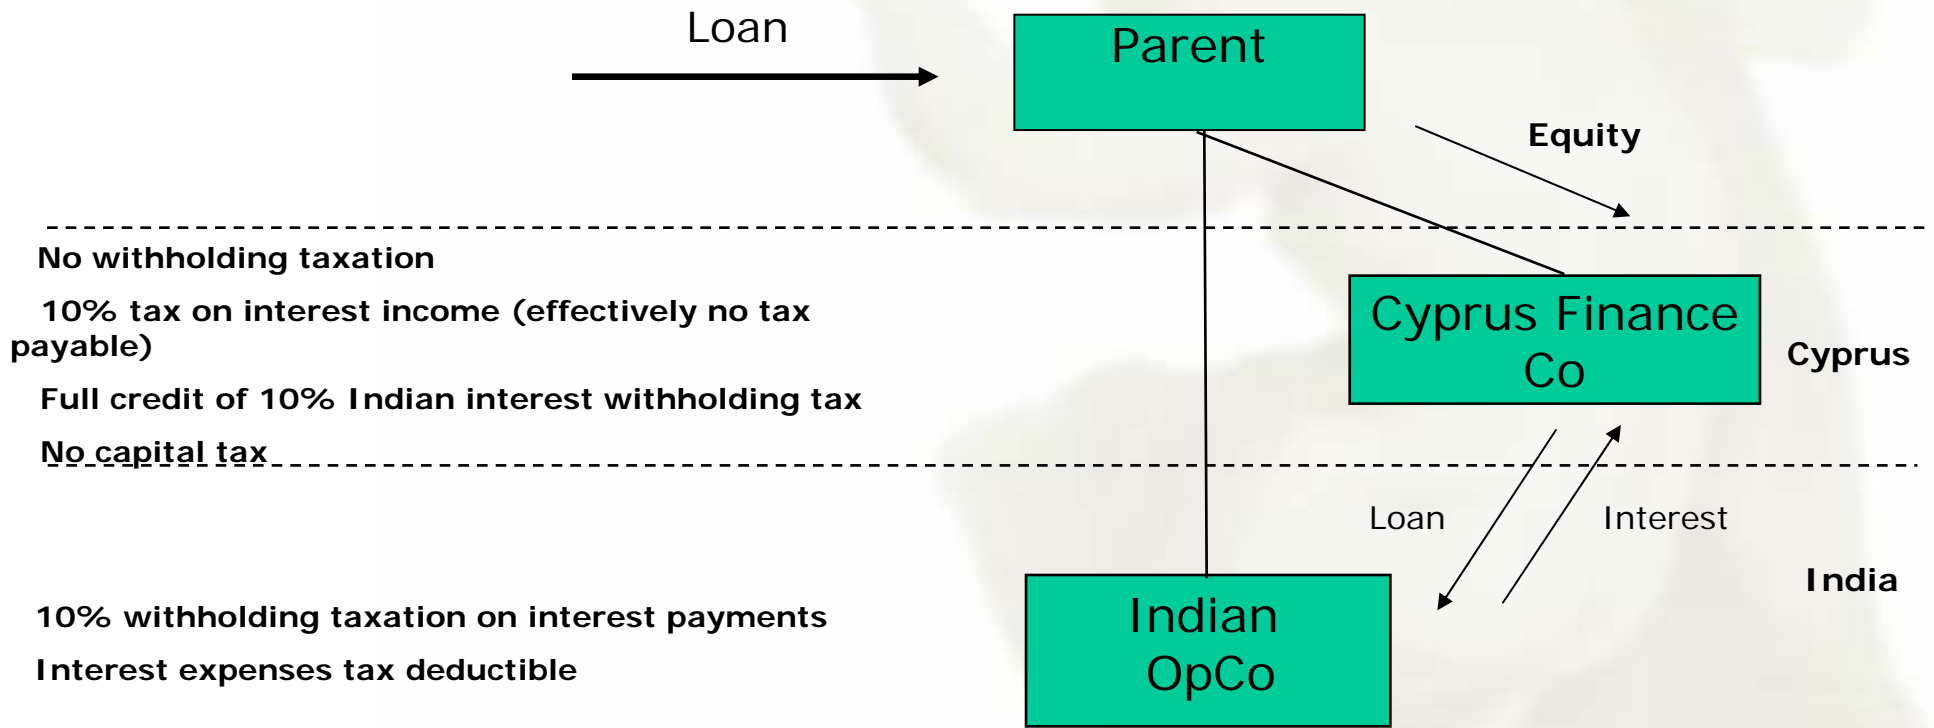 Loan
Parent
Equity
No withholding taxation
10% tax on interest income (effectively no tax
payable)
Full credit of 10% Indian interest withholding tax
No capital tax
Cyprus Finance
Co
Cyprus
Loan
Interest
India
10% withholding taxation on interest payments
Interest expenses tax deductible
Indian
OpCo